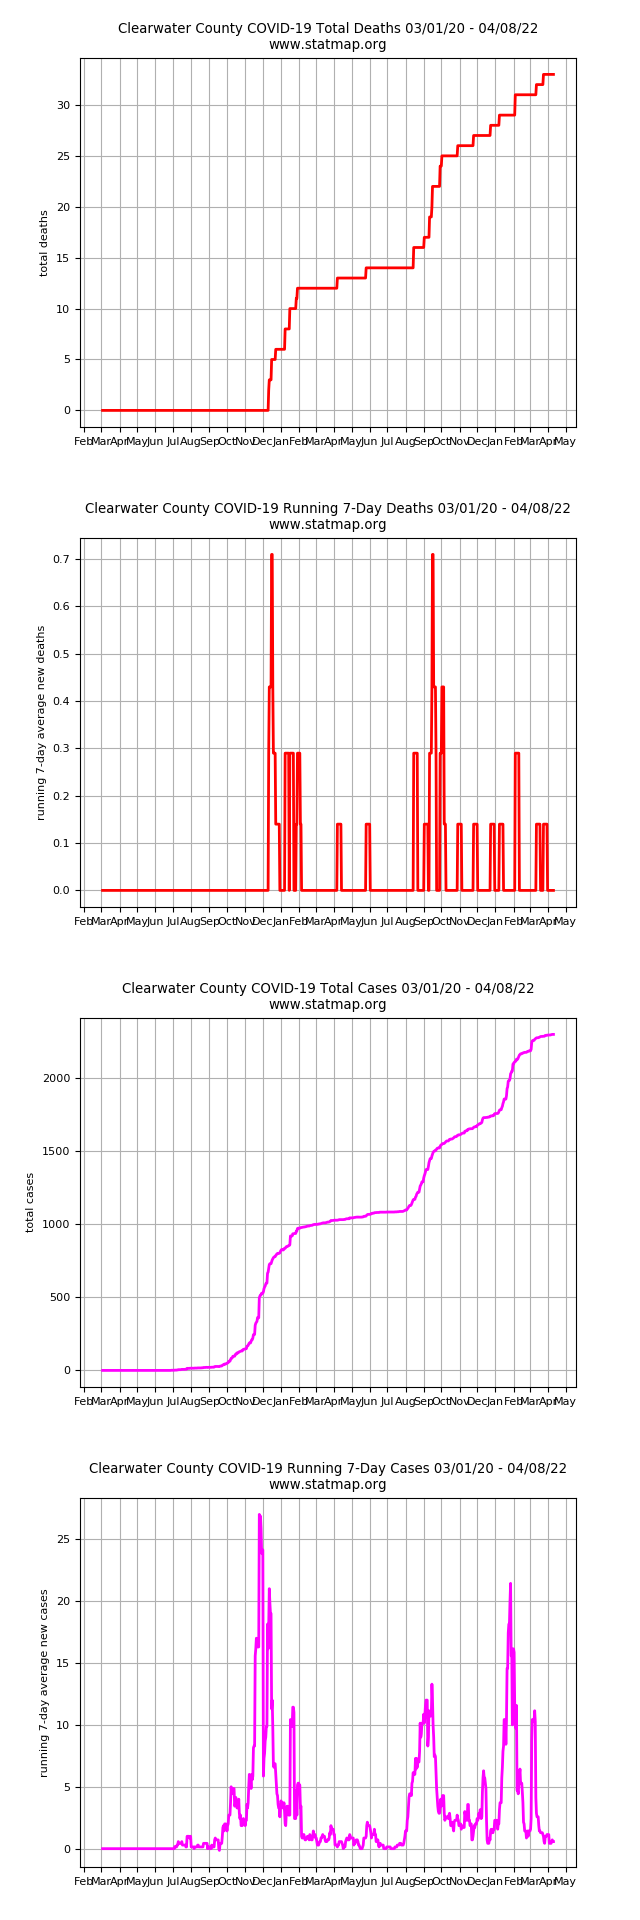 Clearwater County COVID-19 Total Deaths 03/01/20 - 04/08/22
www.statmap.org
30
25
20
15
10
5
0
total deaths
Feb Mar Apr May Jun Jul Aug Sep Oct Nov Dec Jan Feb Mar Apr May Jun Jul Aug Sep Oct Nov Dec Jan Feb Mar Apr May
Clearwater County COVID-19 Running 7-Day Deaths 03/01/20 - 04/08/22
www.statmap.org
0.7
0.6
0.5
0.4
0.3
0.2
0.1
0.0
running 7-day average new deaths
Feb Mar Apr May Jun Jul Aug Sep Oct Nov Dec Jan Feb Mar Apr May Jun Jul Aug Sep Oct Nov Dec Jan Feb Mar Apr May
Clearwater County COVID-19 Total Cases 03/01/20 - 04/08/22
www.statmap.org
2000
1500
1000
500
0
total cases
Feb Mar Apr May Jun Jul Aug Sep Oct Nov Dec Jan Feb Mar Apr May Jun Jul Aug Sep Oct Nov Dec Jan Feb Mar Apr May
Clearwater County COVID-19 Running 7-Day Cases 03/01/20 - 04/08/22
www.statmap.org
25
20
15
10
5
0
running 7-day average new cases
Feb Mar Apr May Jun Jul Aug Sep Oct Nov Dec Jan Feb Mar Apr May Jun Jul Aug Sep Oct Nov Dec Jan Feb Mar Apr May